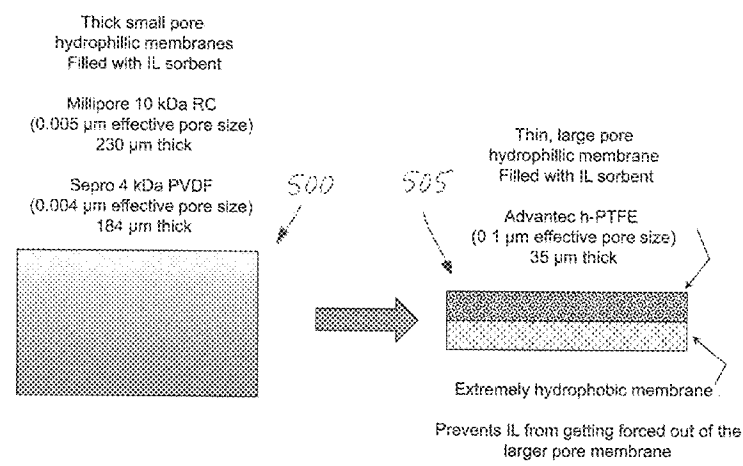 Thick small pore
hydrophillic membranes
Filled with IL sorbent
Millipore 10 kDa RC
(0.005 µm effective pore size)
230 µm thick
Sepro 4 kDa PVDF
(0.004 µm effective pore size)
184 µm thick
500
505
Thin, large pore
hydrophillic membrane
Filled with IL sorbent
Advantec h-PTFE
(0.1 µm effective pore size)
35 µm thick
Extremely hydrophobic membrane
Prevents IL from getting forced out of the
larger pore membrane